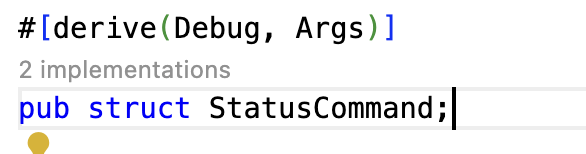 #[derive(Debug, Args)]
2 implementations
pub struct StatusCommand;